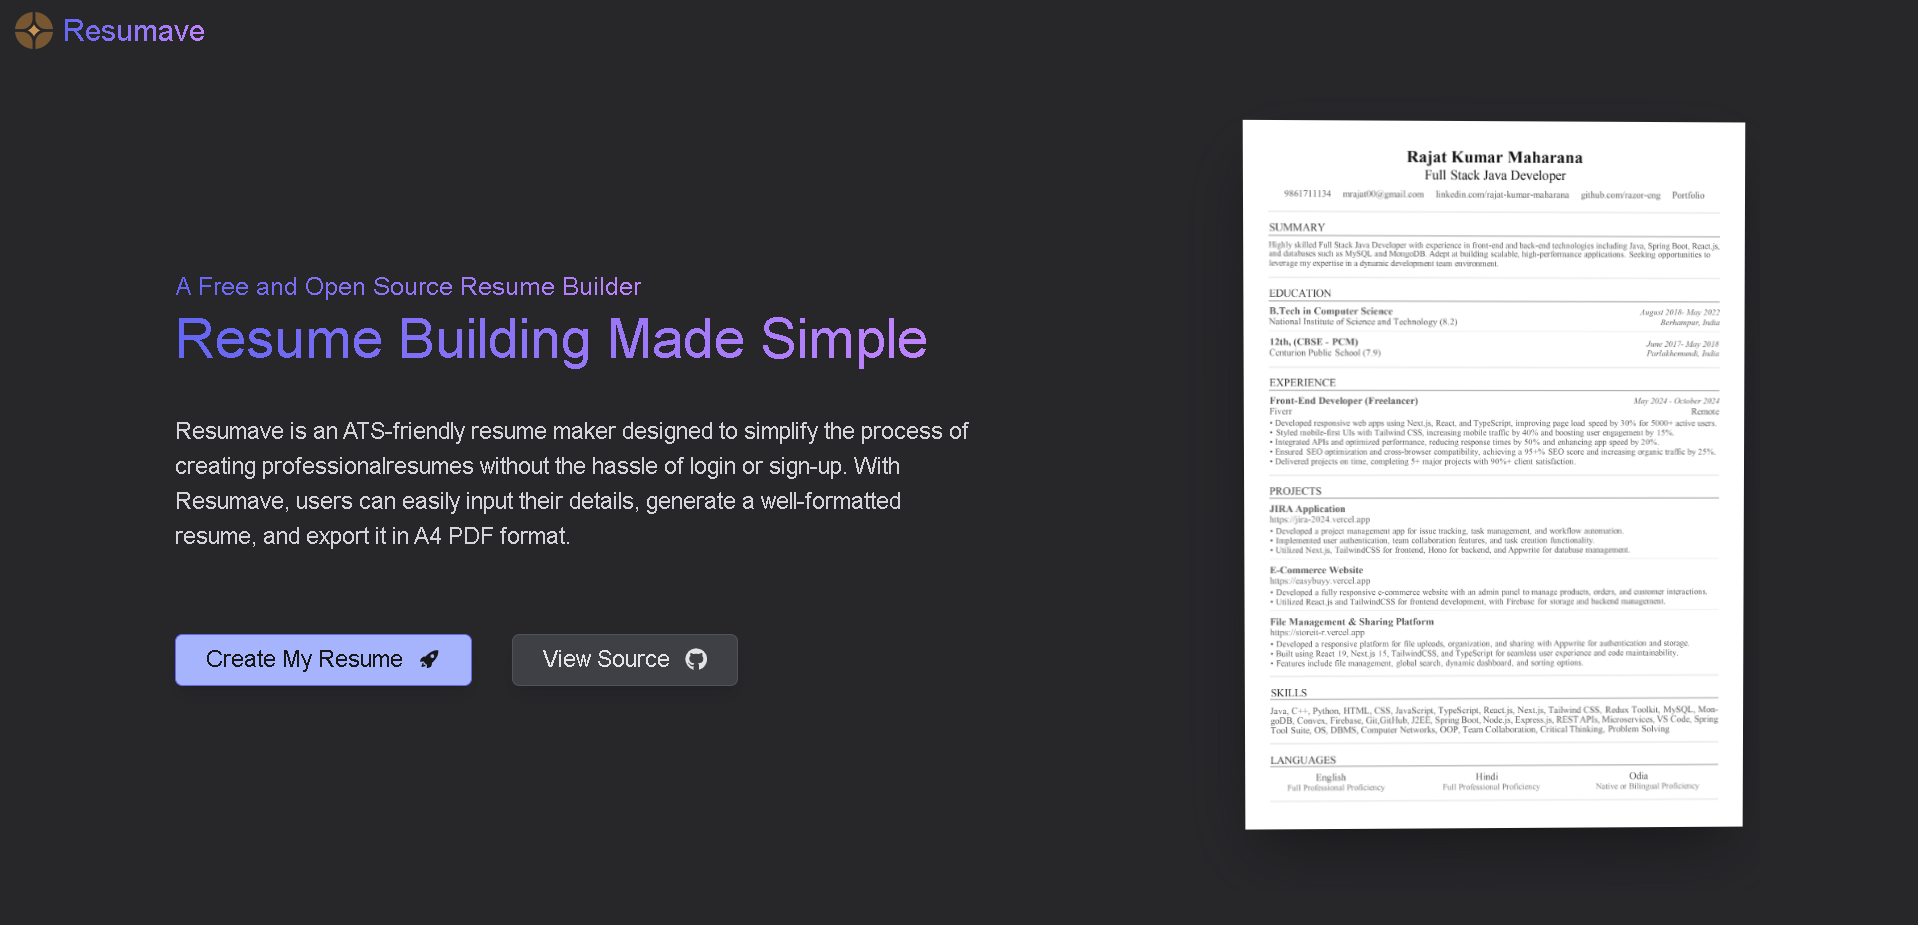 Resumave
A Free and Open Source Resume Builder
Resume Building Made Simple
Resumave is an ATS-friendly resume maker designed to simplify the process of
creating professionalresumes without the hassle of login or sign-up. With
Resumave, users can easily input their details, generate a well-formatted
resume, and export it in A4 PDF format.
Create My Resume
View Source
Rajat Kumar Maharana
Full Stack Java Developer
9861711134 mrajat00@gmail.com linkedin.com/rajat-kumar-maharana github.com/razor-eng Portfolio
SUMMARY
Highly skilled Full Stack Java Developer with experience in front-end and back-end technologies including Java, Spring Boot, React.js,
and databases such as MySQL and MongoDB. Adept at building scalable, high-performance applications. Seeking opportunities to
leverage my expertise in a dynamic development team environment.
EDUCATION
B.Tech in Computer Science August 2018- May 2022
National Institute of Science and Technology (8.2) Berhampur, India
12th, (CBSE - PCM) June 2017- May 2018
Centurion Public School (7.9) Parlakhemundi, India
EXPERIENCE
Front-End Developer (Freelancer) May 2024 - October 2024
Fiverr Remote
• Developed responsive web apps using Next.js, React, and TypeScript, improving page load speed by 30% for 5000+ active users.
• Styled mobile-first UIs with Tailwind CSS, increasing mobile traffic by 40% and boosting user engagement by 15%.
• Integrated APIs and optimized performance, reducing response times by 50% and enhancing app speed by 20%.
• Ensured SEO optimization and cross-browser compatibility, achieving a 95+% SEO score and increasing organic traffic by 25%.
• Delivered projects on time, completing 5+ major projects with 90%+ client satisfaction.
PROJECTS
JIRA Application
https://jira-2024.vercel.app
• Developed a project management app for issue tracking, task management, and workflow automation.
• Implemented user authentication, team collaboration features, and task creation functionality.
• Utilized Next.js, TailwindCSS for frontend, Hono for backend, and Appwrite for database management.
E-Commerce Website
https://easybuyy.vercel.app
• Developed a fully responsive e-commerce website with an admin panel to manage products, orders, and customer interactions.
• Utilized React.js and TailwindCSS for frontend development, with Firebase for storage and backend management.
File Management & Sharing Platform
https://storeit-r.vercel.app
• Developed a responsive platform for file uploads, organization, and sharing with Appwrite for authentication and storage.
• Built using React 19, Next.js 15, TailwindCSS, and TypeScript for seamless user experience and code maintainability.
• Features include file management, global search, dynamic dashboard, and sorting options.
SKILLS
Java, C++, Python, HTML, CSS, JavaScript, TypeScript, React.js, Next.js, Tailwind CSS, Redux Toolkit, MySQL, Mon-
goDB, Convex, Firebase, Git,GitHub, J2EE, Spring Boot, Node.js, Express.js, REST APIs, Microservices, VS Code, Spring
Tool Suite, OS, DBMS, Computer Networks, OOP, Team Collaboration, Critical Thinking, Problem Solving
LANGUAGES
English Hindi Odia
Full Professional Proficiency Full Professional Proficiency Native or Bilingual Proficiency